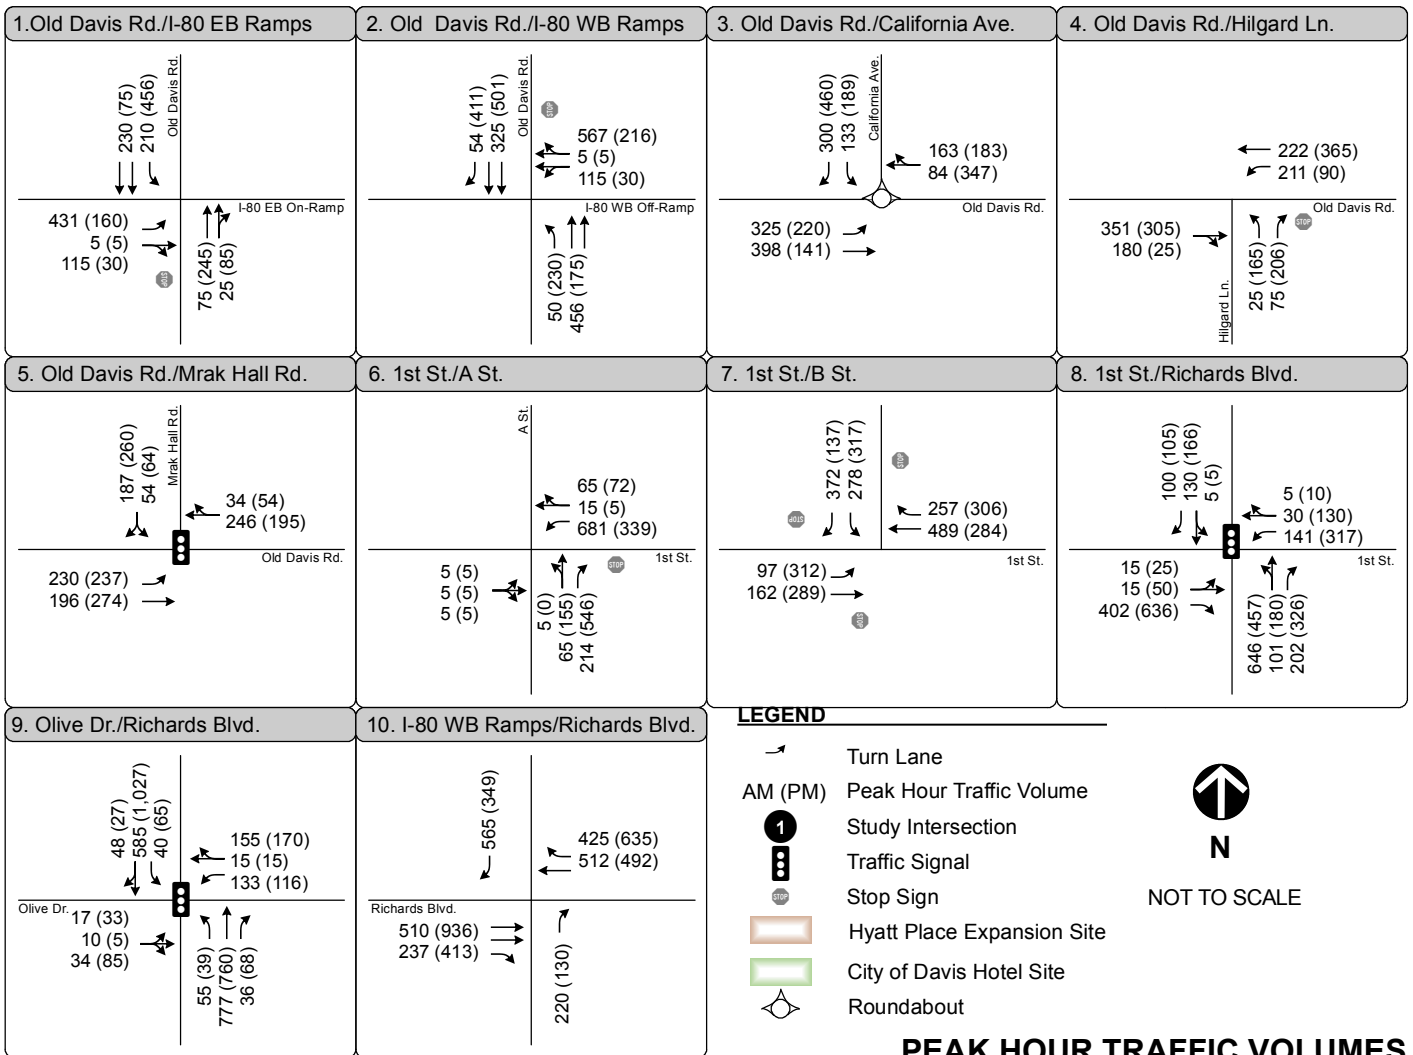 1.Old Davis Rd./I-80 EB Ramps
230 (75)
210 (456)
Old Davis Rd.
I-80 EB On-Ramp
431 (160)
5 (5)
115 (30)
STOP
75 (245)
25 (85)
2. Old Davis Rd./I-80 WB Ramps
54 (411)
325 (501)
Old Davis Rd.
STOP
567 (216)
5 (5)
115 (30)
I-80 WB Off-Ramp
50 (230)
456 (175)
3. Old Davis Rd./California Ave.
300 (460)
133 (189)
California Ave.
163 (183)
84 (347)
Old Davis Rd.
325 (220)
398 (141)
4. Old Davis Rd./Hilgard Ln.
222 (365)
211 (90)
Old Davis Rd.
351 (305)
180 (25)
Hilgard Ln.
25 (165)
75 (206)
STOP
5. Old Davis Rd./Mrak Hall Rd.
187 (260)
54 (64)
Mrak Hall Rd.
34 (54)
246 (195)
Old Davis Rd.
230 (237)
196 (274)
6. 1st St./A St.
A St.
65 (72)
15 (5)
681 (339)
1st St.
STOP
5 (5)
5 (5)
5 (5)
5 (0)
65 (155)
214 (546)
7. 1st St./B St.
372 (137)
278 (317)
STOP
STOP
257 (306)
489 (284)
1st St.
97 (312)
162 (289)
STOP
8. 1st St./Richards Blvd.
100 (105)
130 (166)
5 (5)
5 (10)
30 (130)
141 (317)
1st St.
15 (25)
15 (50)
402 (636)
646 (457)
101 (180)
202 (326)
9. Olive Dr./Richards Blvd.
48 (27)
585 (1,027)
40 (65)
155 (170)
15 (15)
133 (116)
Olive Dr.
17 (33)
10 (5)
34 (85)
55 (39)
777 (760)
36 (68)
10. I-80 WB Ramps/Richards Blvd.
565 (349)
425 (635)
512 (492)
Richards Blvd.
510 (936)
237 (413)
220 (130)
LEGEND
Turn Lane
AM (PM) Peak Hour Traffic Volume
1 Study Intersection
Traffic Signal
STOP Stop Sign
Hyatt Place Expansion Site
City of Davis Hotel Site
Roundabout
N
NOT TO SCALE
PEAK HOUR TRAFFIC VOLUMES